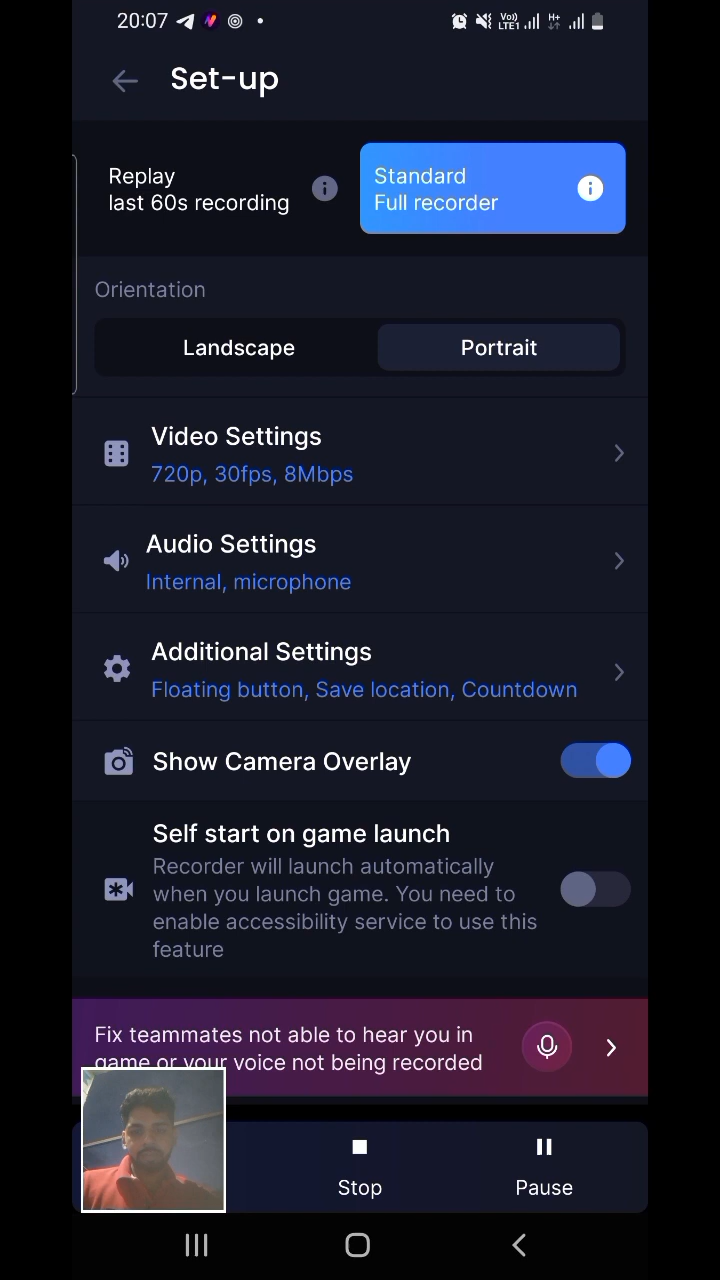 20:07
Vo))
LTE1
H+
Set-up
Replay
last 60s recording
Standard
Full recorder
Orientation
Landscape
Portrait
Video Settings
720p, 30fps, 8Mbps
Audio Settings
Internal, microphone
Additional Settings
Floating button, Save location, Countdown
Show Camera Overlay
Self start on game launch
Recorder will launch automatically
when you launch game. You need to
enable accessibility service to use this
feature
Fix teammates not able to hear you in
game or your voice not being recorded
Stop
Pause